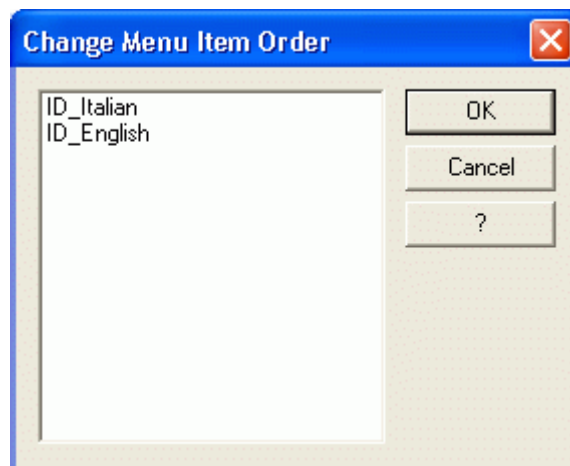 Change Menu Item Order
ID_Italian
ID_English
OK
Cancel
?